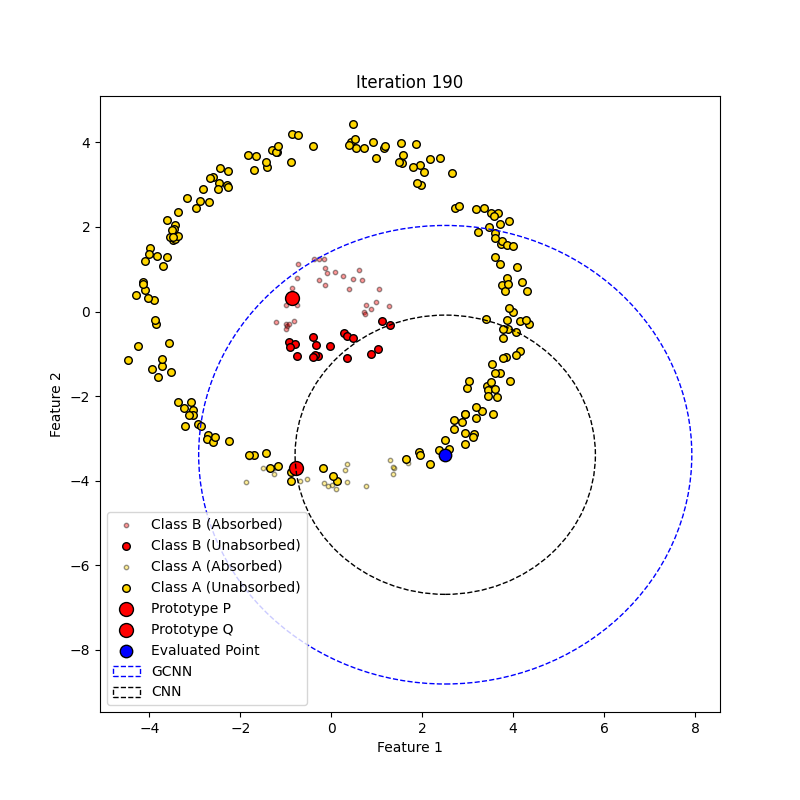 Iteration 190
Feature 2
4
2
0
−2
−4
−6
−8
Class B (Absorbed)
Class B (Unabsorbed)
Class A (Absorbed)
Class A (Unabsorbed)
Prototype P
Prototype Q
Evaluated Point
GCNN
CNN
−4 −2 0 2 4 6 8
Feature 1